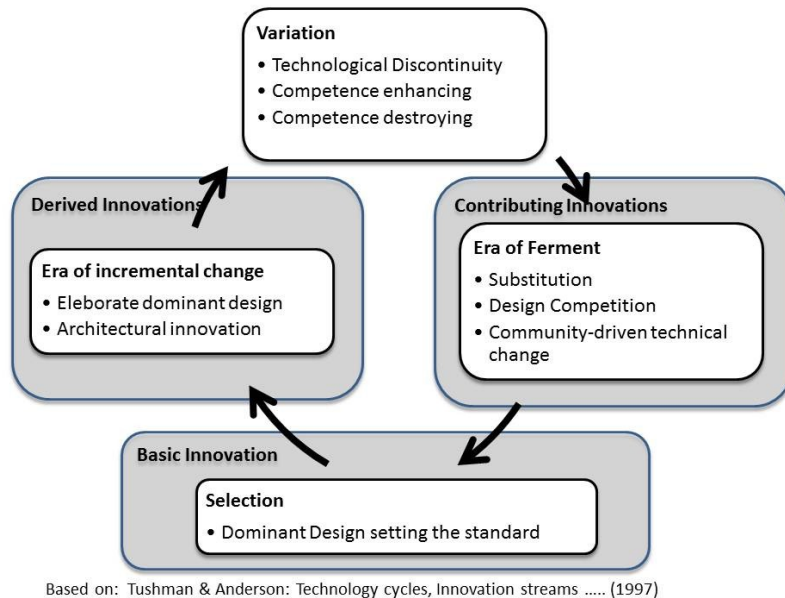 Variation
• Technological Discontinuity
• Competence enhancing
• Competence destroying
Derived Innovations
Era of incremental change
• Eleborate dominant design
• Architectural innovation
Contributing Innovations
Era of Ferment
• Substitution
• Design Competition
• Community-driven technical
change
Basic Innovation
Selection
• Dominant Design setting the standard
Based on: Tushman & Anderson: Technology cycles, Innovation streams ..... (1997)